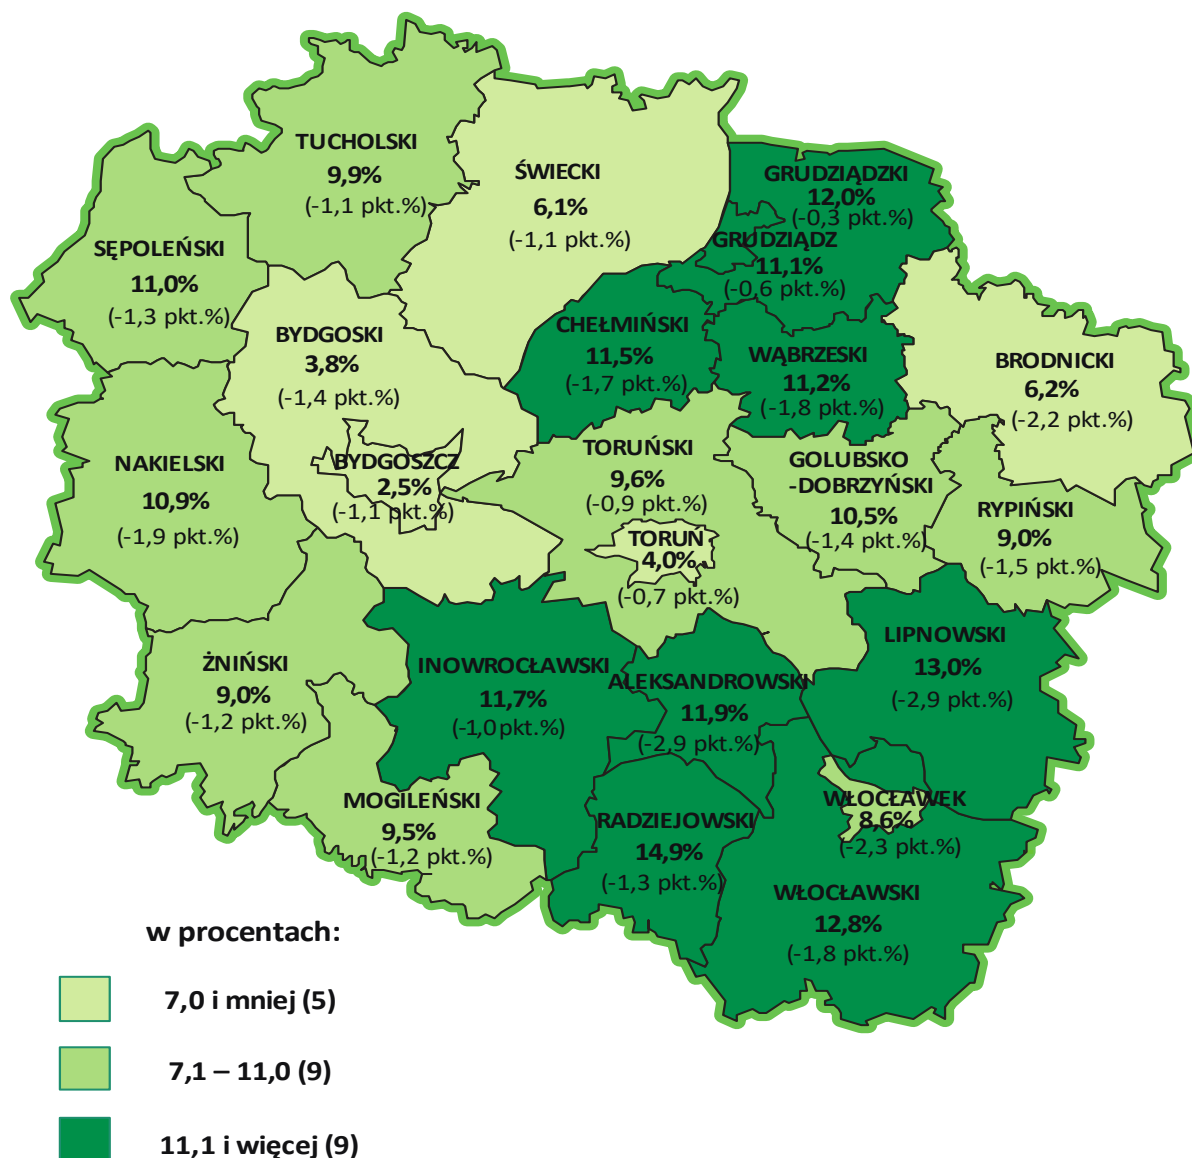 TUCHOLSKI
9,9%
(-1,1 pkt.%)
ŚWIECKI
6,1%
(-1,1 pkt.%)
GRUDZIĄDZKI
12,0%
(-0,3 pkt.%)
GRUDZIĄDZ
11,1%
(-0,6 pkt.%)
SĘPOLEŃSKI
11,0%
(-1,3 pkt.%)
BYDGOSKI
3,8%
(-1,4 pkt.%)
CHEŁMIŃSKI
11,5%
(-1,7 pkt.%)
WĄBRZESKI
11,2%
(-1,8 pkt.%)
BRODNICKI
6,2%
(-2,2 pkt.%)
NAKIELSKI
10,9%
(-1,9 pkt.%)
BYDGOSZCZ
2,5%
(-1,1 pkt.%)
TORUŃSKI
9,6%
(-0,9 pkt.%)
GOLUBSKO
-DOBRZYŃSKI
10,5%
(-1,4 pkt.%)
RYPIŃSKI
9,0%
(-1,5 pkt.%)
TORUŃ
4,0%
(-0,7 pkt.%)
ŻNIŃSKI
9,0%
(-1,2 pkt.%)
INOWROCŁAWSKI
11,7%
(-1,0 pkt.%)
ALEKSANDROWSKI
11,9%
(-2,9 pkt.%)
LIPNOWSKI
13,0%
(-2,9 pkt.%)
MOGILEŃSKI
9,5%
(-1,2 pkt.%)
RADZIEJOWSKI
14,9%
(-1,3 pkt.%)
WŁOCŁAWEK
8,6%
(-2,3 pkt.%)
WŁOCŁAWSKI
12,8%
(-1,8 pkt.%)
w procentach:
7,0 i mniej (5)
7,1 – 11,0 (9)
11,1 i więcej (9)